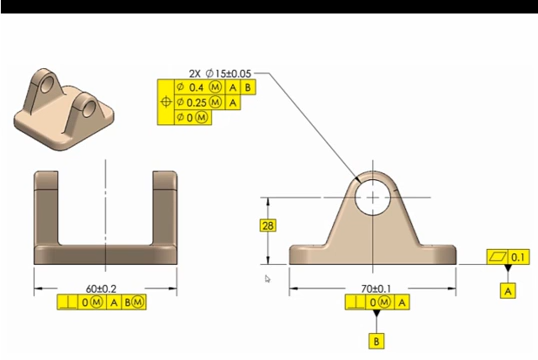 2X ∅15±0.05
⌖ ∅ 0.4 Ⓜ A B
∅ 0.25 Ⓜ A
∅ 0 Ⓜ
28
60±0.2
⊥ 0 Ⓜ A B Ⓜ
70±0.1
⊥ 0 Ⓜ A
B
⏥ 0.1
A